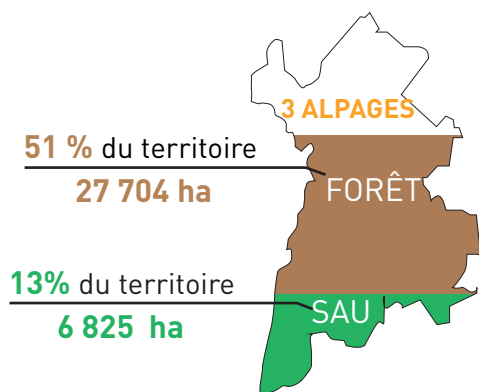 3 ALPAGES
51 % du territoire
27 704 ha
FORÊT
13% du territoire
6 825 ha
SAU